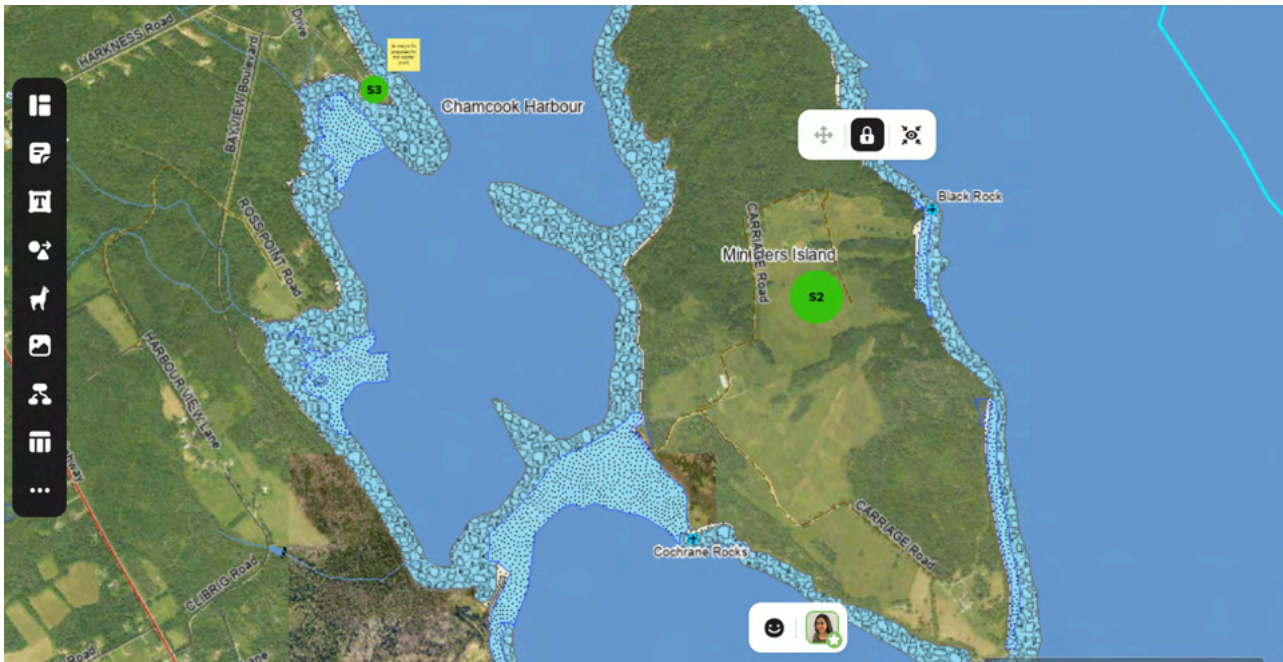 HARKNESS Road
Drive
BAYVIEW Boulevard
S3
Chamcook Harbour
Black Rock
ROSS POINT Road
CARRIAGE Road
Ministers Island
S2
T
HARBOUR VIEW Lane
CARRIAGE Road
Cochrane Rocks
CLIBRIG Road
Road